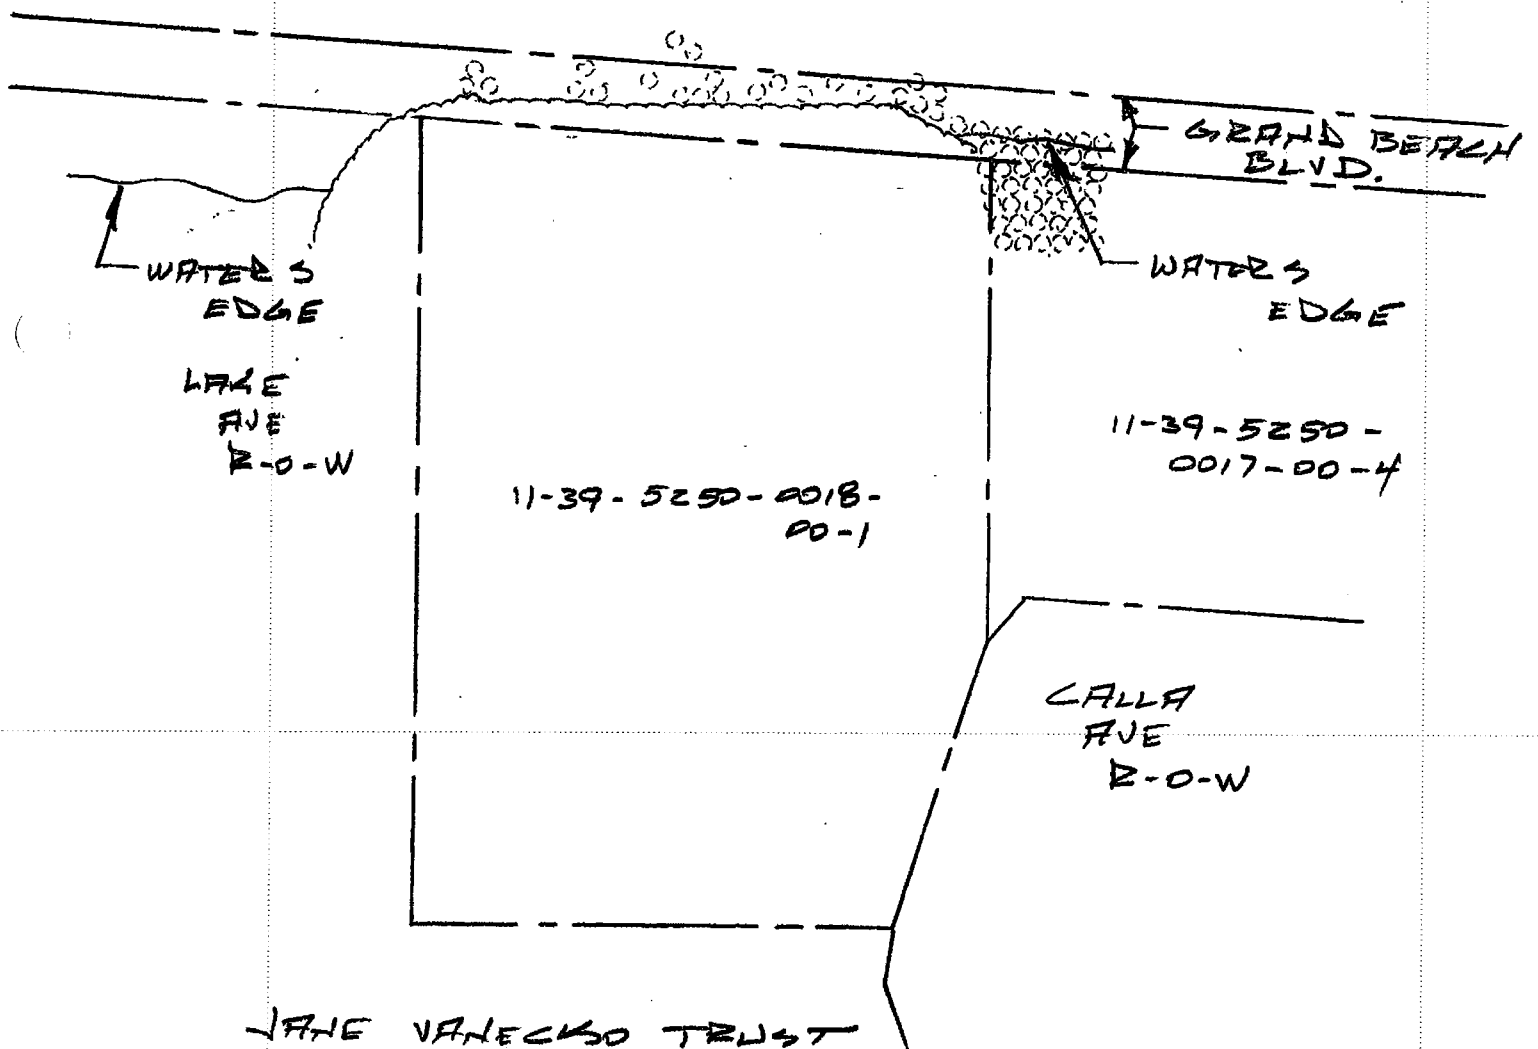 GRAND BEACH
BLVD.
WATERS
EDGE
WATERS
EDGE
LAKE
AVE
R-O-W
11-39-5250-
0017-00-4
11-39-5250-0018-
00-1
CALLA
AVE
R-O-W
JANE VANECKO TRUST